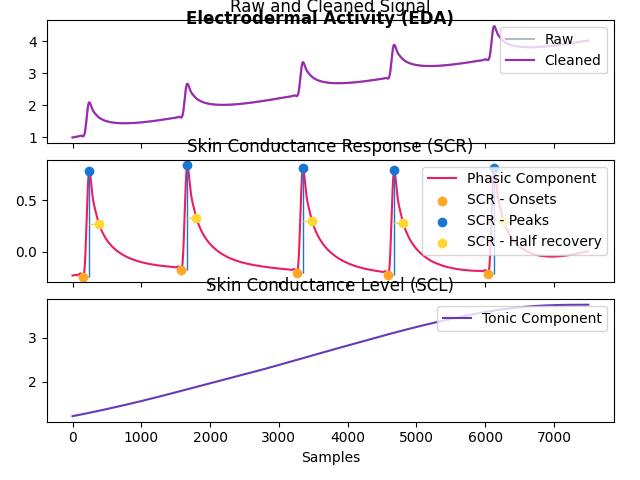 Raw and Cleaned Signal
Electrodermal Activity (EDA)
4
3
2
1
Raw
Cleaned
Skin Conductance Response (SCR)
0.5
0.0
Phasic Component
SCR - Onsets
SCR - Peaks
SCR - Half recovery
Skin Conductance Level (SCL)
3
2
Tonic Component
0 1000 2000 3000 4000 5000 6000 7000
Samples